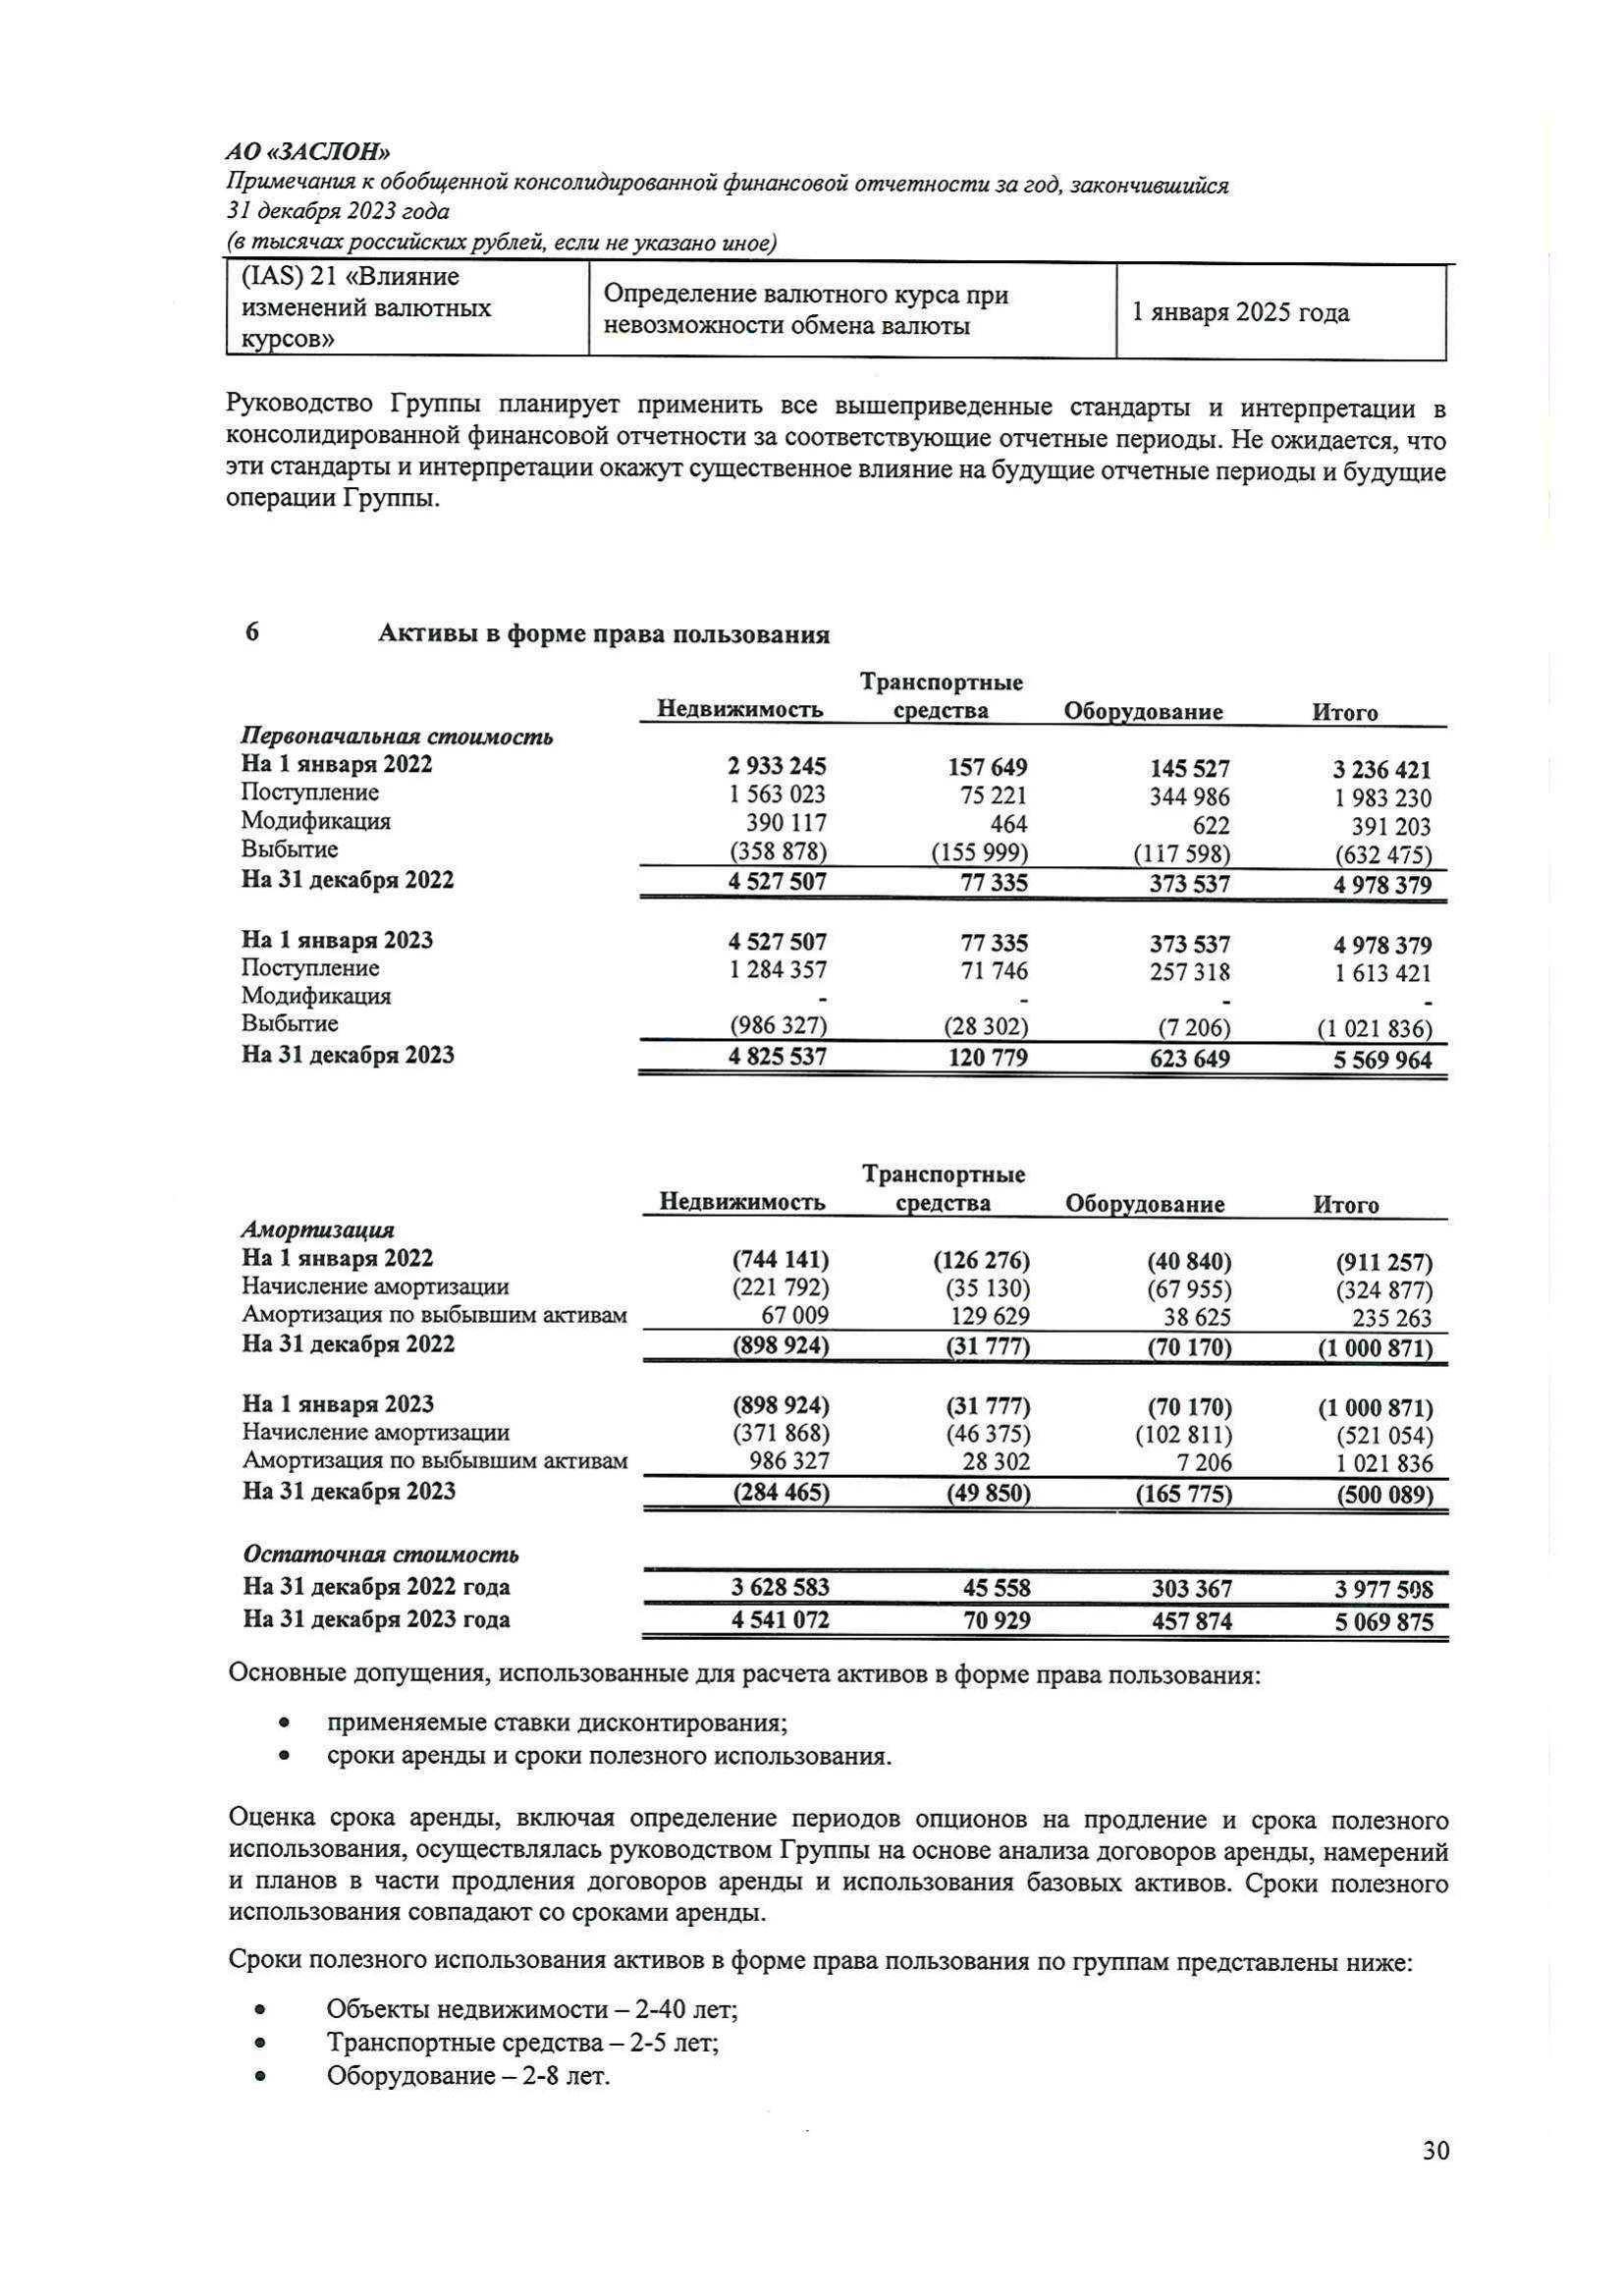 АО «ЗАСЛОН»
Примечания к обобщенной консолидированной финансовой отчетности за год, закончившийся
31 декабря 2023 года
(в тысячах российских рублей, если не указано иное)
(IAS) 21 «Влияние
изменений валютных
курсов»
Определение валютного курса при
невозможности обмена валюты
1 января 2025 года
Руководство Группы планирует применить все вышеприведенные стандарты и интерпретации в
консолидированной финансовой отчетности за соответствующие отчетные периоды. Не ожидается, что
эти стандарты и интерпретации окажут существенное влияние на будущие отчетные периоды и будущие
операции Группы.
6 Активы в форме права пользования
Транспортные
Недвижимость средства Оборудование Итого
Первоначальная стоимость
На 1 января 2022 2 933 245 157 649 145 527 3 236 421
Поступление 1 563 023 75 221 344 986 1 983 230
Модификация 390 117 464 622 391 203
Выбытие (358 878) (155 999) (117 598) (632 475)
На 31 декабря 2022 4 527 507 77 335 373 537 4 978 379
На 1 января 2023 4 527 507 77 335 373 537 4 978 379
Поступление 1 284 357 71 746 257 318 1 613 421
Модификация - - - -
Выбытие (986 327) (28 302) (7 206) (1 021 836)
На 31 декабря 2023 4 825 537 120 779 623 649 5 569 964
Транспортные
Недвижимость средства Оборудование Итого
Амортизация
На 1 января 2022 (744 141) (126 276) (40 840) (911 257)
Начисление амортизации (221 792) (35 130) (67 955) (324 877)
Амортизация по выбывшим активам 67 009 129 629 38 625 235 263
На 31 декабря 2022 (898 924) (31 777) (70 170) (1 000 871)
На 1 января 2023 (898 924) (31 777) (70 170) (1 000 871)
Начисление амортизации (371 868) (46 375) (102 811) (521 054)
Амортизация по выбывшим активам 986 327 28 302 7 206 1 021 836
На 31 декабря 2023 (284 465) (49 850) (165 775) (500 089)
Остаточная стоимость
На 31 декабря 2022 года 3 628 583 45 558 303 367 3 977 508
На 31 декабря 2023 года 4 541 072 70 929 457 874 5 069 875
Основные допущения, использованные для расчета активов в форме права пользования:
• применяемые ставки дисконтирования;
• сроки аренды и сроки полезного использования.
Оценка срока аренды, включая определение периодов опционов на продление и срока полезного
использования, осуществлялась руководством Группы на основе анализа договоров аренды, намерений
и планов в части продления договоров аренды и использования базовых активов. Сроки полезного
использования совпадают со сроками аренды.
Сроки полезного использования активов в форме права пользования по группам представлены ниже:
• Объекты недвижимости – 2-40 лет;
• Транспортные средства – 2-5 лет;
• Оборудование – 2-8 лет.
30